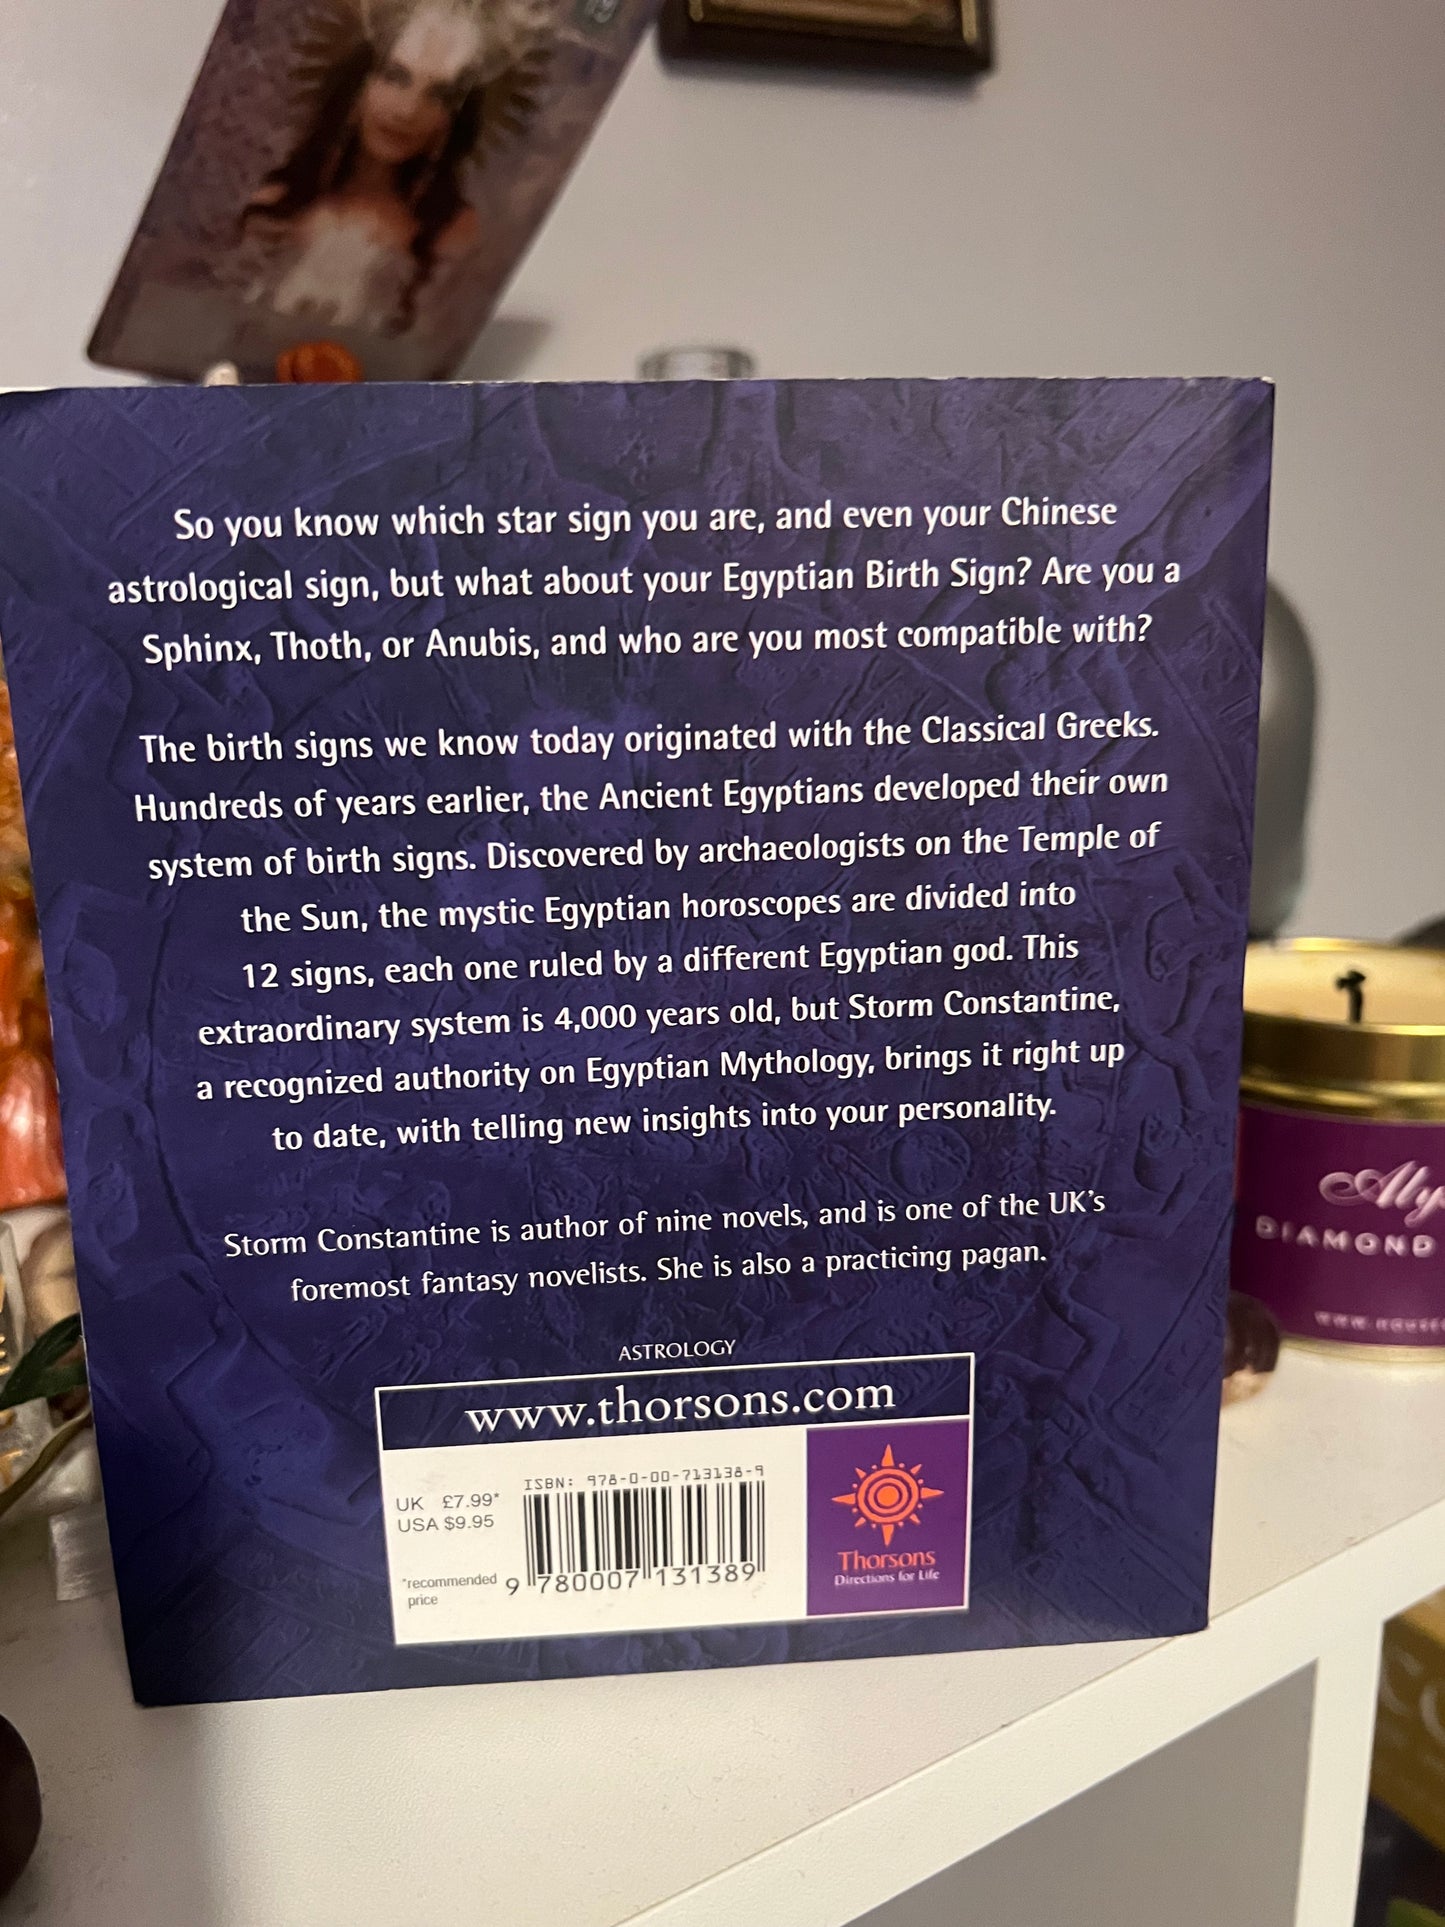 So you know which star sign you are, and even your Chinese
astrological sign, but what about your Egyptian Birth Sign? Are you a
Sphinx, Thoth, or Anubis, and who are you most compatible with?
The birth signs we know today originated with the Classical Greeks.
Hundreds of years earlier, the Ancient Egyptians developed their own
system of birth signs. Discovered by archaeologists on the Temple of
the Sun, the mystic Egyptian horoscopes are divided into
12 signs, each one ruled by a different Egyptian god. This
extraordinary system is 4,000 years old, but Storm Constantine,
a recognized authority on Egyptian Mythology, brings it right up
to date, with telling new insights into your personality.
Storm Constantine is author of nine novels, and is one of the UK's
foremost fantasy novelists. She is also a practicing pagan.
ASTROLOGY
www.thorsons.com
ISBN: 978-0-00-713138-9
UK £7.99*
USA $9.95
*recommended
price
9 780007 131389
Thorsons
Directions for Life
DIAMOND